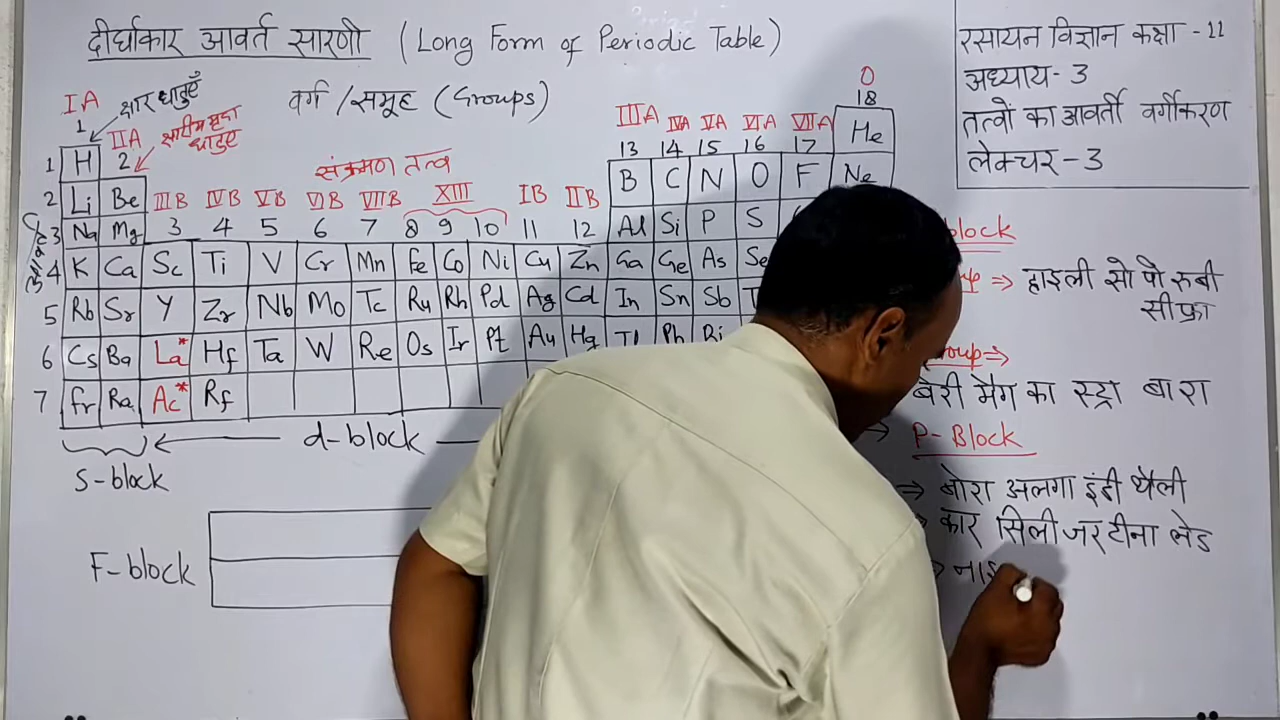 दीर्घाकार आवर्त सारणी (Long Form of Periodic Table)
IA क्षार धातुएँ वर्ग/समूह (Groups) 0
1 IIA क्षारीय मृदा धातुएँ IIIA IVA VA VIA VIIA 18
1 H 2 संक्रमण तत्व 13 14 15 16 17 He
2 Li Be IIIB IVB VB VIB VIIB XIII IB IIB B C N O F Ne
3 Na Mg 3 4 5 6 7 8 9 10 11 12 Al Si P S
4 K Ca Sc Ti V Cr Mn Fe Co Ni Cu Zn Ga Ge As Se
5 Rb Sr Y Zr Nb Mo Tc Ru Rh Pd Ag Cd In Sn Sb
6 Cs Ba La* Hf Ta W Re Os Ir Pt Au Hg Tl Pb Bi
7 Fr Ra Ac* Rf
← d-block
S-block
F-block
रसायन विज्ञान कक्षा - 11
अध्याय - 3
तत्वों का आवर्ती वर्गीकरण
लेक्चर - 3
block
⇒ हाइली सो पो रूबी
सीफ्रा
Group⇒
बेरी मैग का स्ट्रा बा रा
→ P-Block
⇒ बोरा अलगा इंडी थैली
कार सिली जर टीना लेड
नाइ